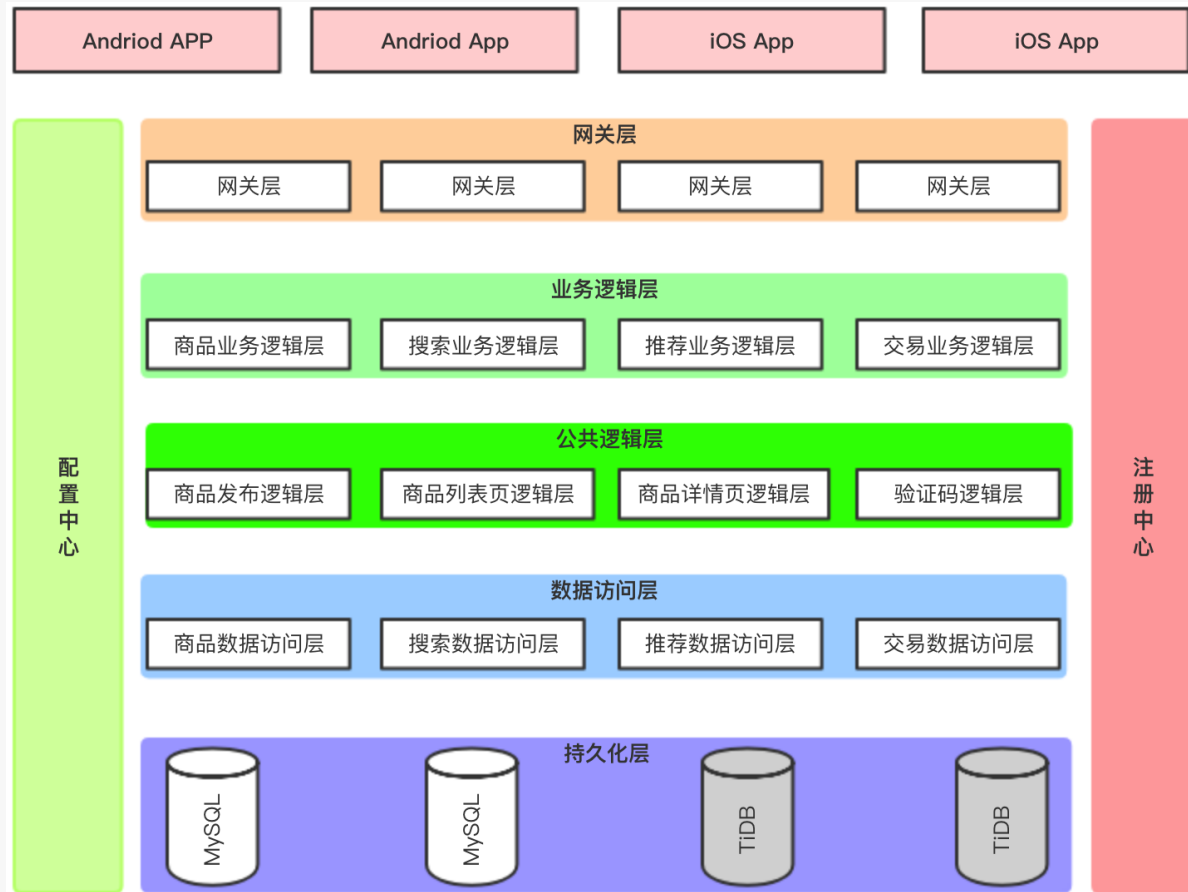 Andriod APP
Andriod App
iOS App
iOS App
网关层
网关层
网关层
网关层
网关层
业务逻辑层
商品业务逻辑层
搜索业务逻辑层
推荐业务逻辑层
交易业务逻辑层
公共逻辑层
商品发布逻辑层
商品列表页逻辑层
商品详情页逻辑层
验证码逻辑层
数据访问层
商品数据访问层
搜索数据访问层
推荐数据访问层
交易数据访问层
持久化层
MySQL
MySQL
TiDB
TiDB
配置中心
注册中心